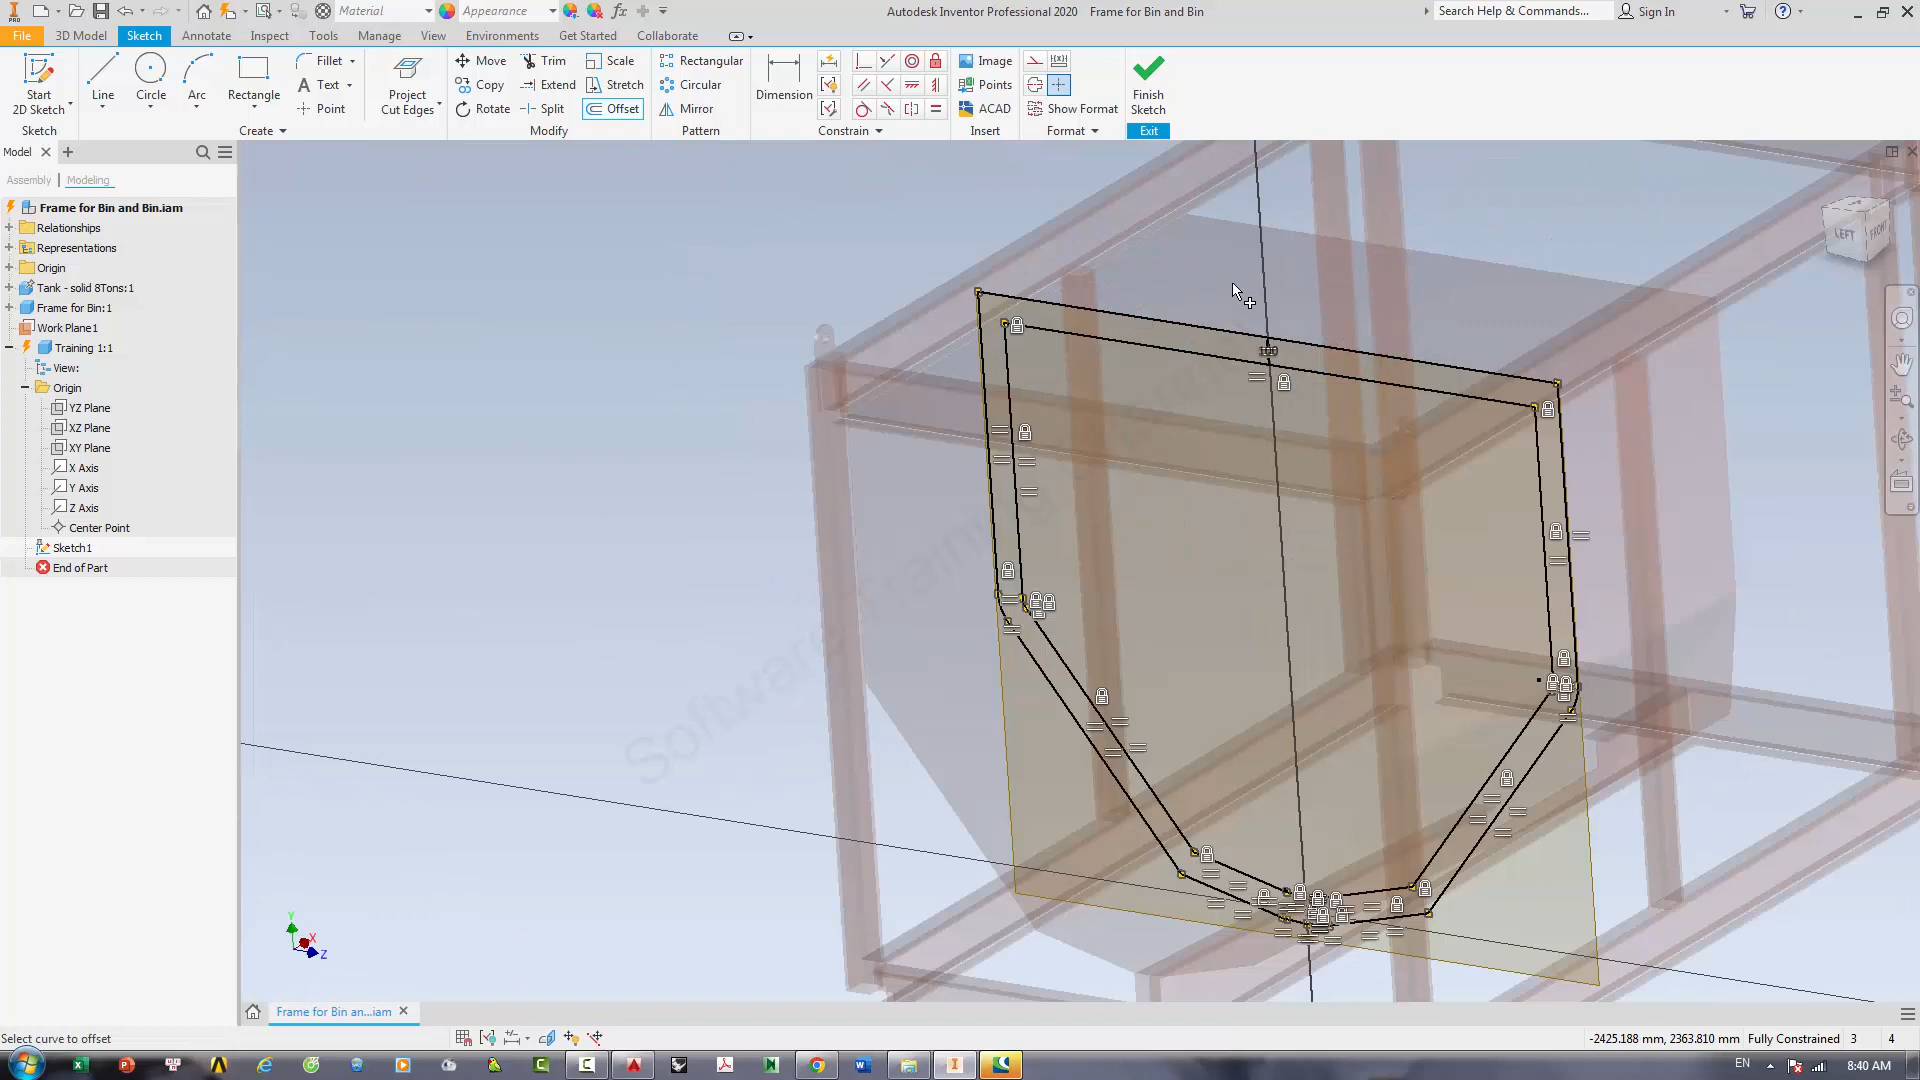 Material
Appearance
Autodesk Inventor Professional 2020 Frame for Bin and Bin
Search Help & Commands...
Sign In
File
3D Model
Sketch
Annotate
Inspect
Tools
Manage
View
Environments
Get Started
Collaborate
Start
2D Sketch
Line
Circle
Arc
Rectangle
Fillet
Text
Point
Project
Cut Edges
Move
Copy
Rotate
Trim
Extend
Split
Scale
Stretch
Offset
Rectangular
Circular
Mirror
Dimension
Image
Points
ACAD
Show Format
Finish
Sketch
Sketch
Create
Modify
Pattern
Constrain
Insert
Format
Exit
Model
Assembly
Modeling
Frame for Bin and Bin.iam
Relationships
Representations
Origin
Tank - solid 8Tons:1
Frame for Bin:1
Work Plane1
Training 1:1
View:
Origin
YZ Plane
XZ Plane
XY Plane
X Axis
Y Axis
Z Axis
Center Point
Sketch1
End of Part
LEFT
FRONT
Y
X
Z
Frame for Bin an...iam
Select curve to offset
-2425.188 mm, 2363.810 mm Fully Constrained 3 4
EN
8:40 AM